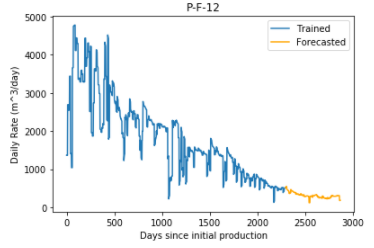 P-F-12
Trained
Forecasted
Daily Rate (m^3/day)
5000
4000
3000
2000
1000
0
0 500 1000 1500 2000 2500 3000
Days since initial production